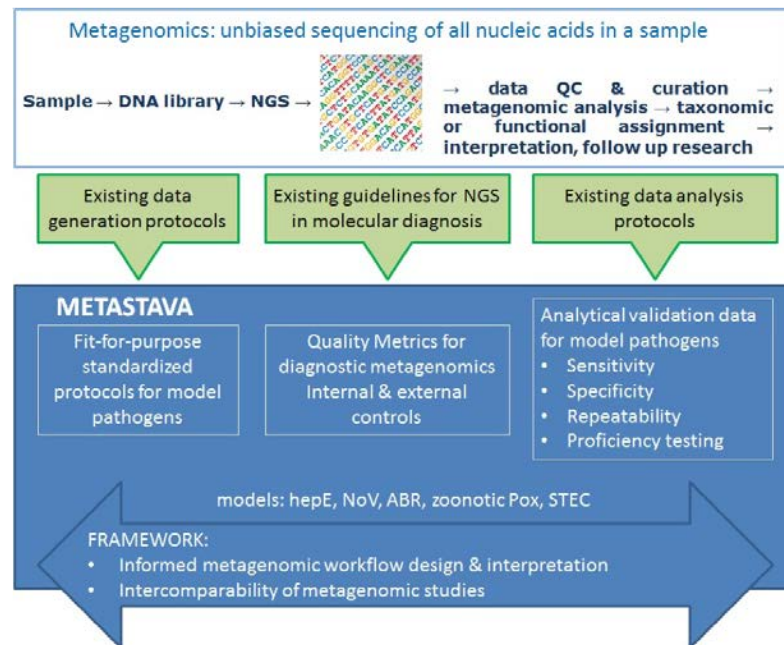 Metagenomics: unbiased sequencing of all nucleic acids in a sample
Sample → DNA library → NGS →
→ data QC & curation →
metagenomic analysis → taxonomic
or functional assignment →
interpretation, follow up research
Existing data
generation protocols
Existing guidelines for NGS
in molecular diagnosis
Existing data analysis
protocols
METASTAVA
Fit-for-purpose
standardized
protocols for model
pathogens
Quality Metrics for
diagnostic metagenomics
Internal & external
controls
Analytical validation data
for model pathogens
• Sensitivity
• Specificity
• Repeatability
• Proficiency testing
models: hepE, NoV, ABR, zoonotic Pox, STEC
FRAMEWORK:
• Informed metagenomic workflow design & interpretation
• Intercomparability of metagenomic studies